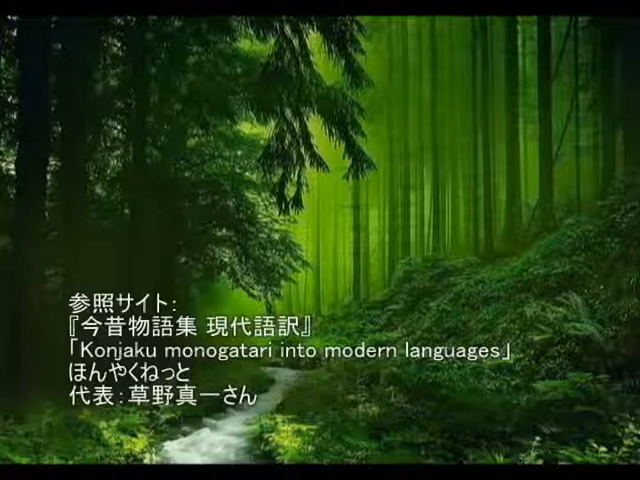 参照サイト：
『今昔物語集 現代語訳』
「Konjaku monogatari into modern languages」
ほんやくねっと
代表：草野真一さん